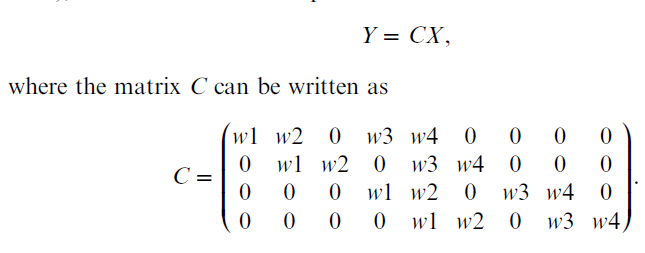 Y = CX,
where the matrix C can be written as
w1 w2 0 w3 w4 0 0 0 0
0 w1 w2 0 w3 w4 0 0 0
C =
0 0 0 w1 w2 0 w3 w4 0
.
0 0 0 0 w1 w2 0 w3 w4